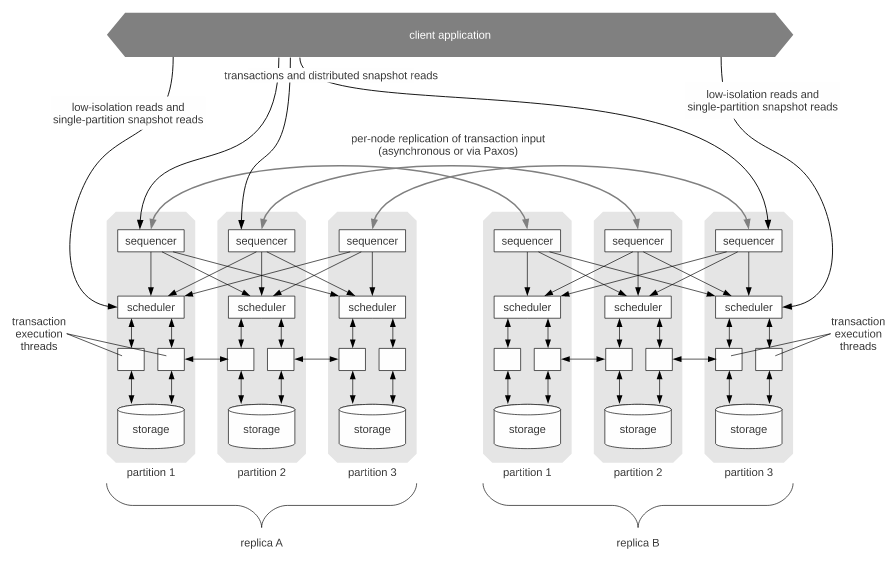 client application
transactions and distributed snapshot reads
low-isolation reads and
single-partition snapshot reads
low-isolation reads and
single-partition snapshot reads
per-node replication of transaction input
(asynchronous or via Paxos)
sequencer
sequencer
sequencer
sequencer
sequencer
sequencer
scheduler
scheduler
scheduler
scheduler
scheduler
scheduler
transaction
execution
threads
transaction
execution
threads
storage
storage
storage
storage
storage
storage
partition 1
partition 2
partition 3
partition 1
partition 2
partition 3
replica A
replica B